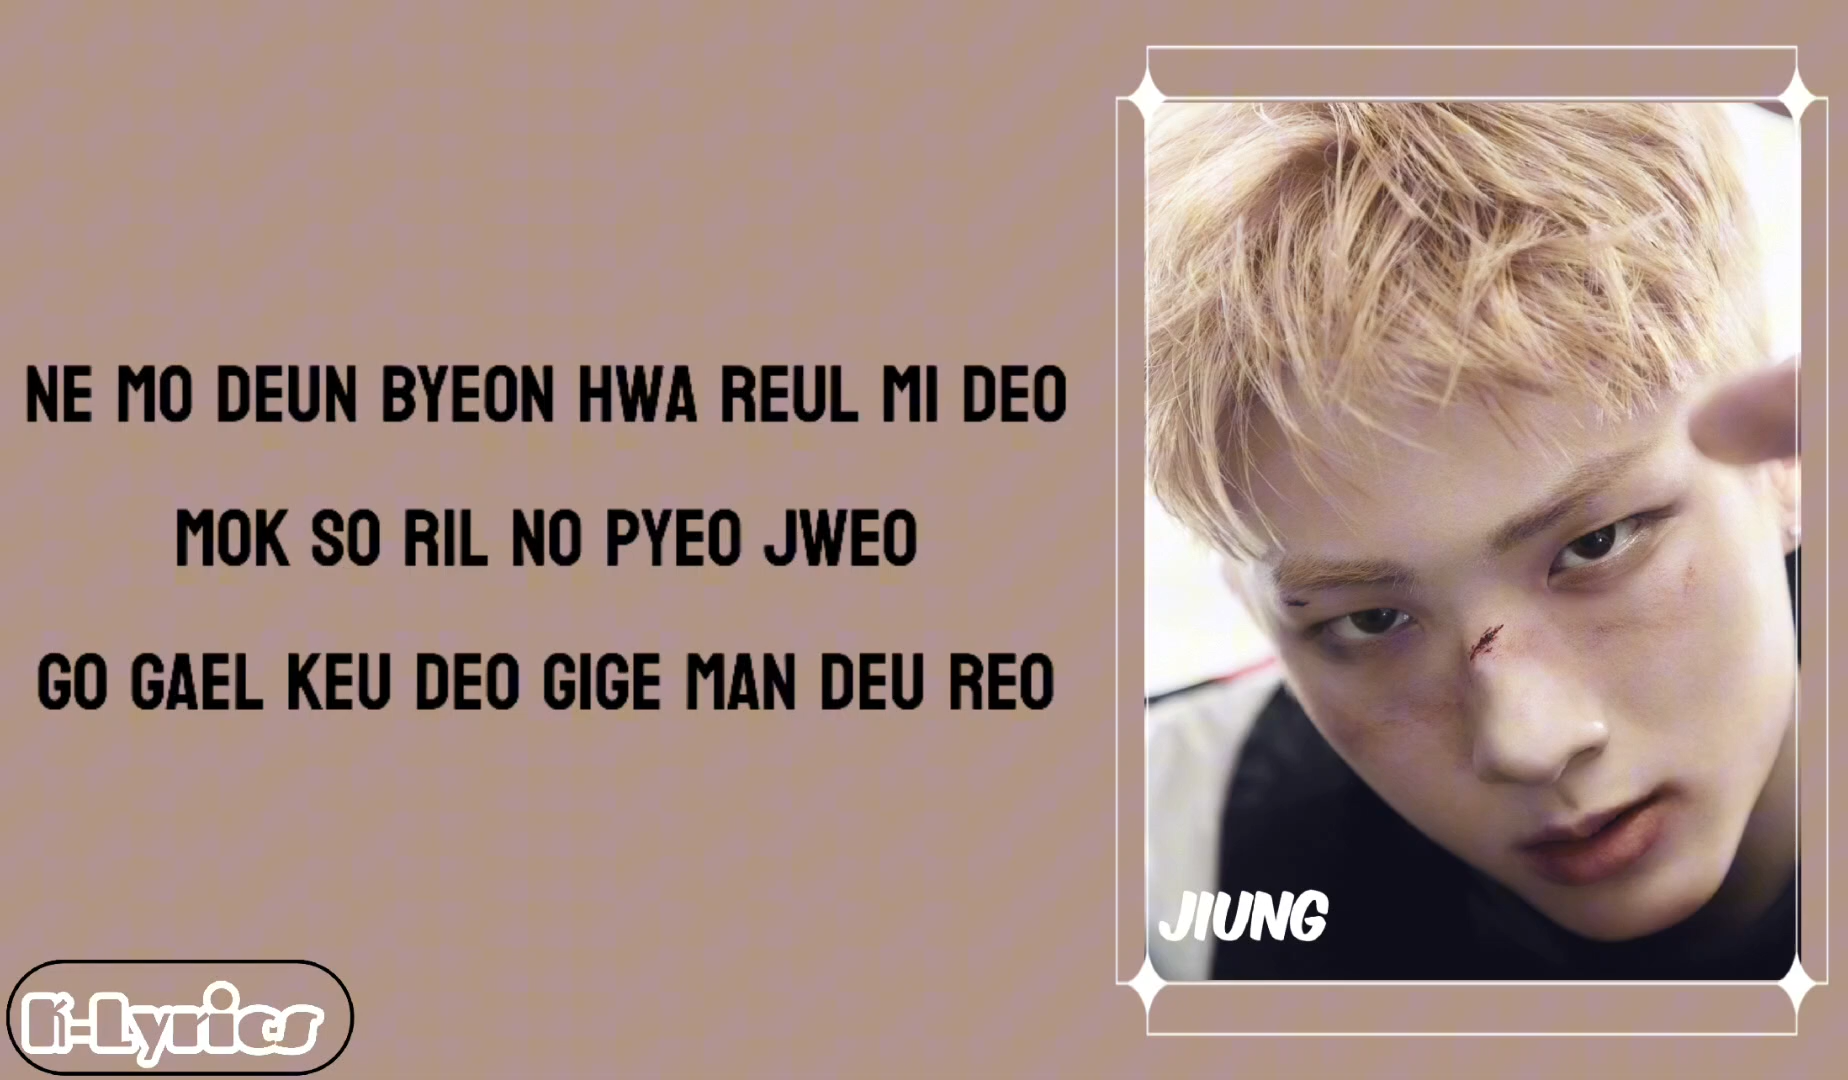 NE MO DEUN BYEON HWA REUL MI DEO
MOK SO RIL NO PYEO JWEO
GO GAEL KEU DEO GIGE MAN DEU REO
JIUNG
K-Lyrics